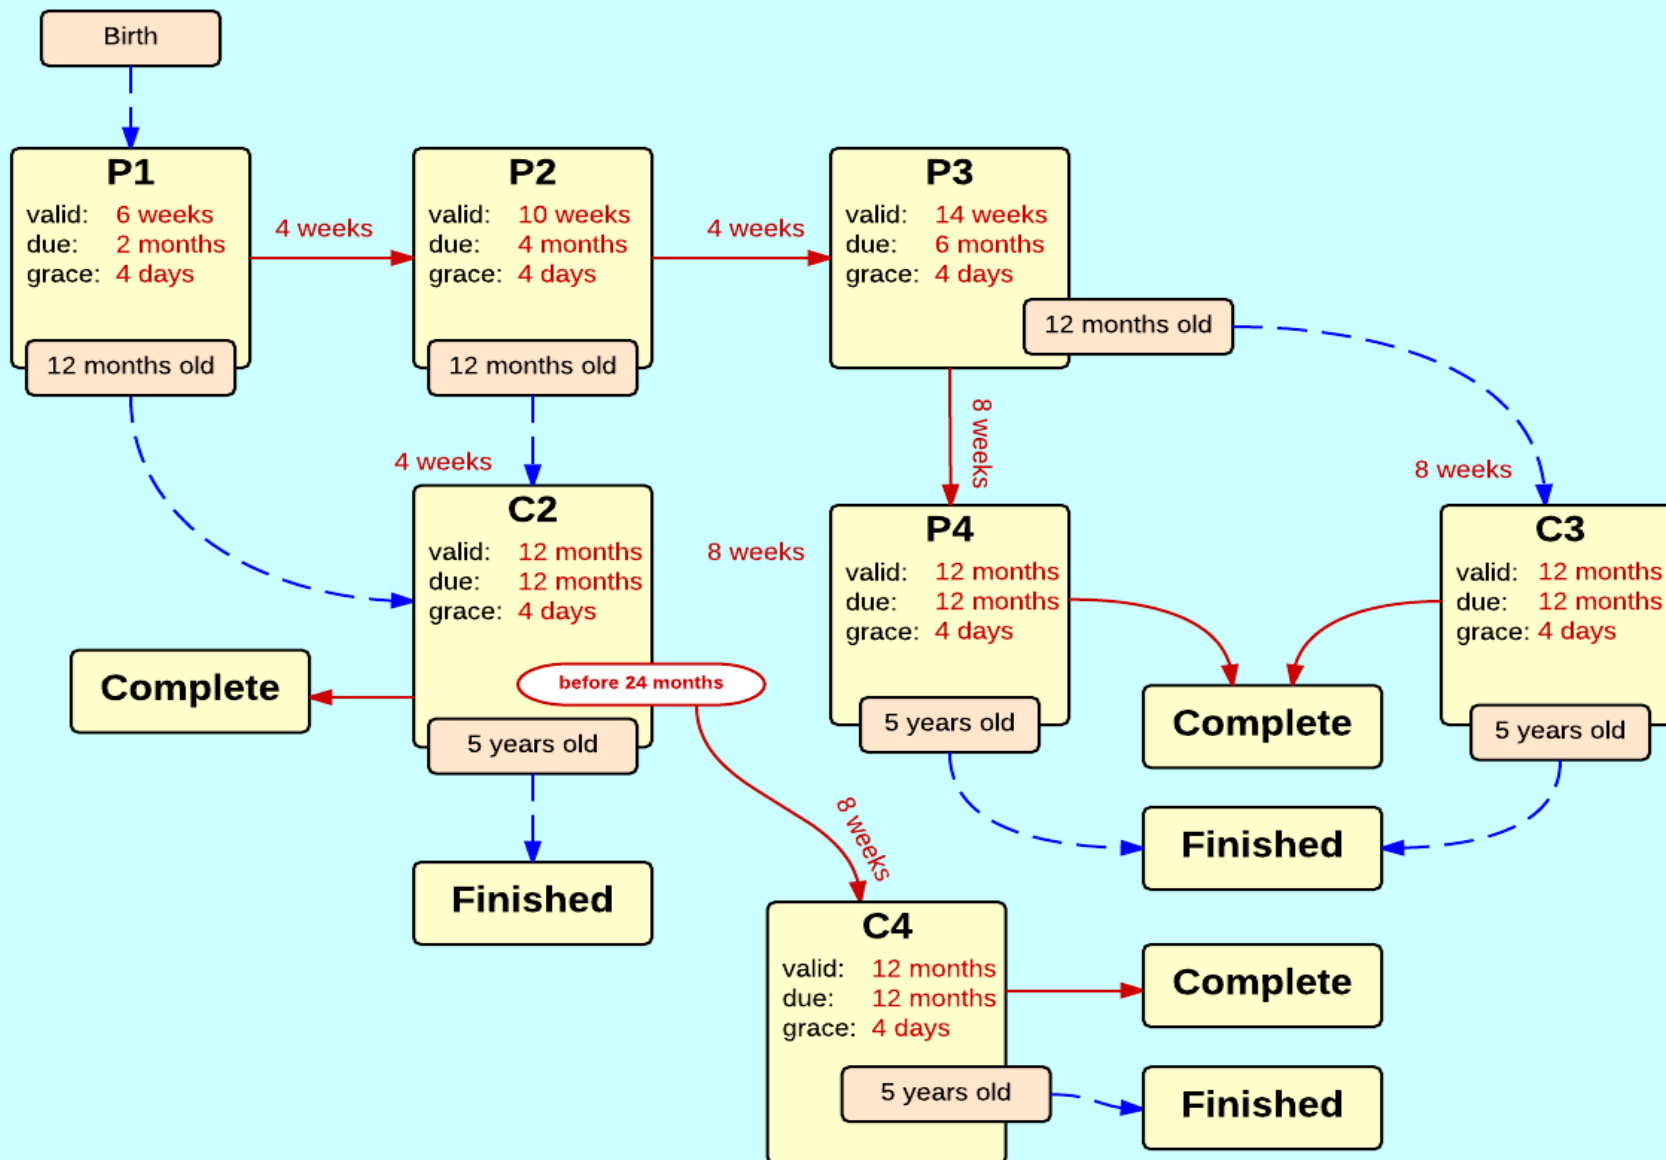 Birth
P1
valid: 6 weeks
due: 2 months
grace: 4 days
12 months old
4 weeks
P2
valid: 10 weeks
due: 4 months
grace: 4 days
12 months old
4 weeks
P3
valid: 14 weeks
due: 6 months
grace: 4 days
12 months old
8 weeks
4 weeks
C2
valid: 12 months
due: 12 months
grace: 4 days
before 24 months
5 years old
8 weeks
P4
valid: 12 months
due: 12 months
grace: 4 days
5 years old
8 weeks
C3
valid: 12 months
due: 12 months
grace: 4 days
5 years old
Complete
Complete
Finished
Finished
8 weeks
C4
valid: 12 months
due: 12 months
grace: 4 days
5 years old
Complete
Finished